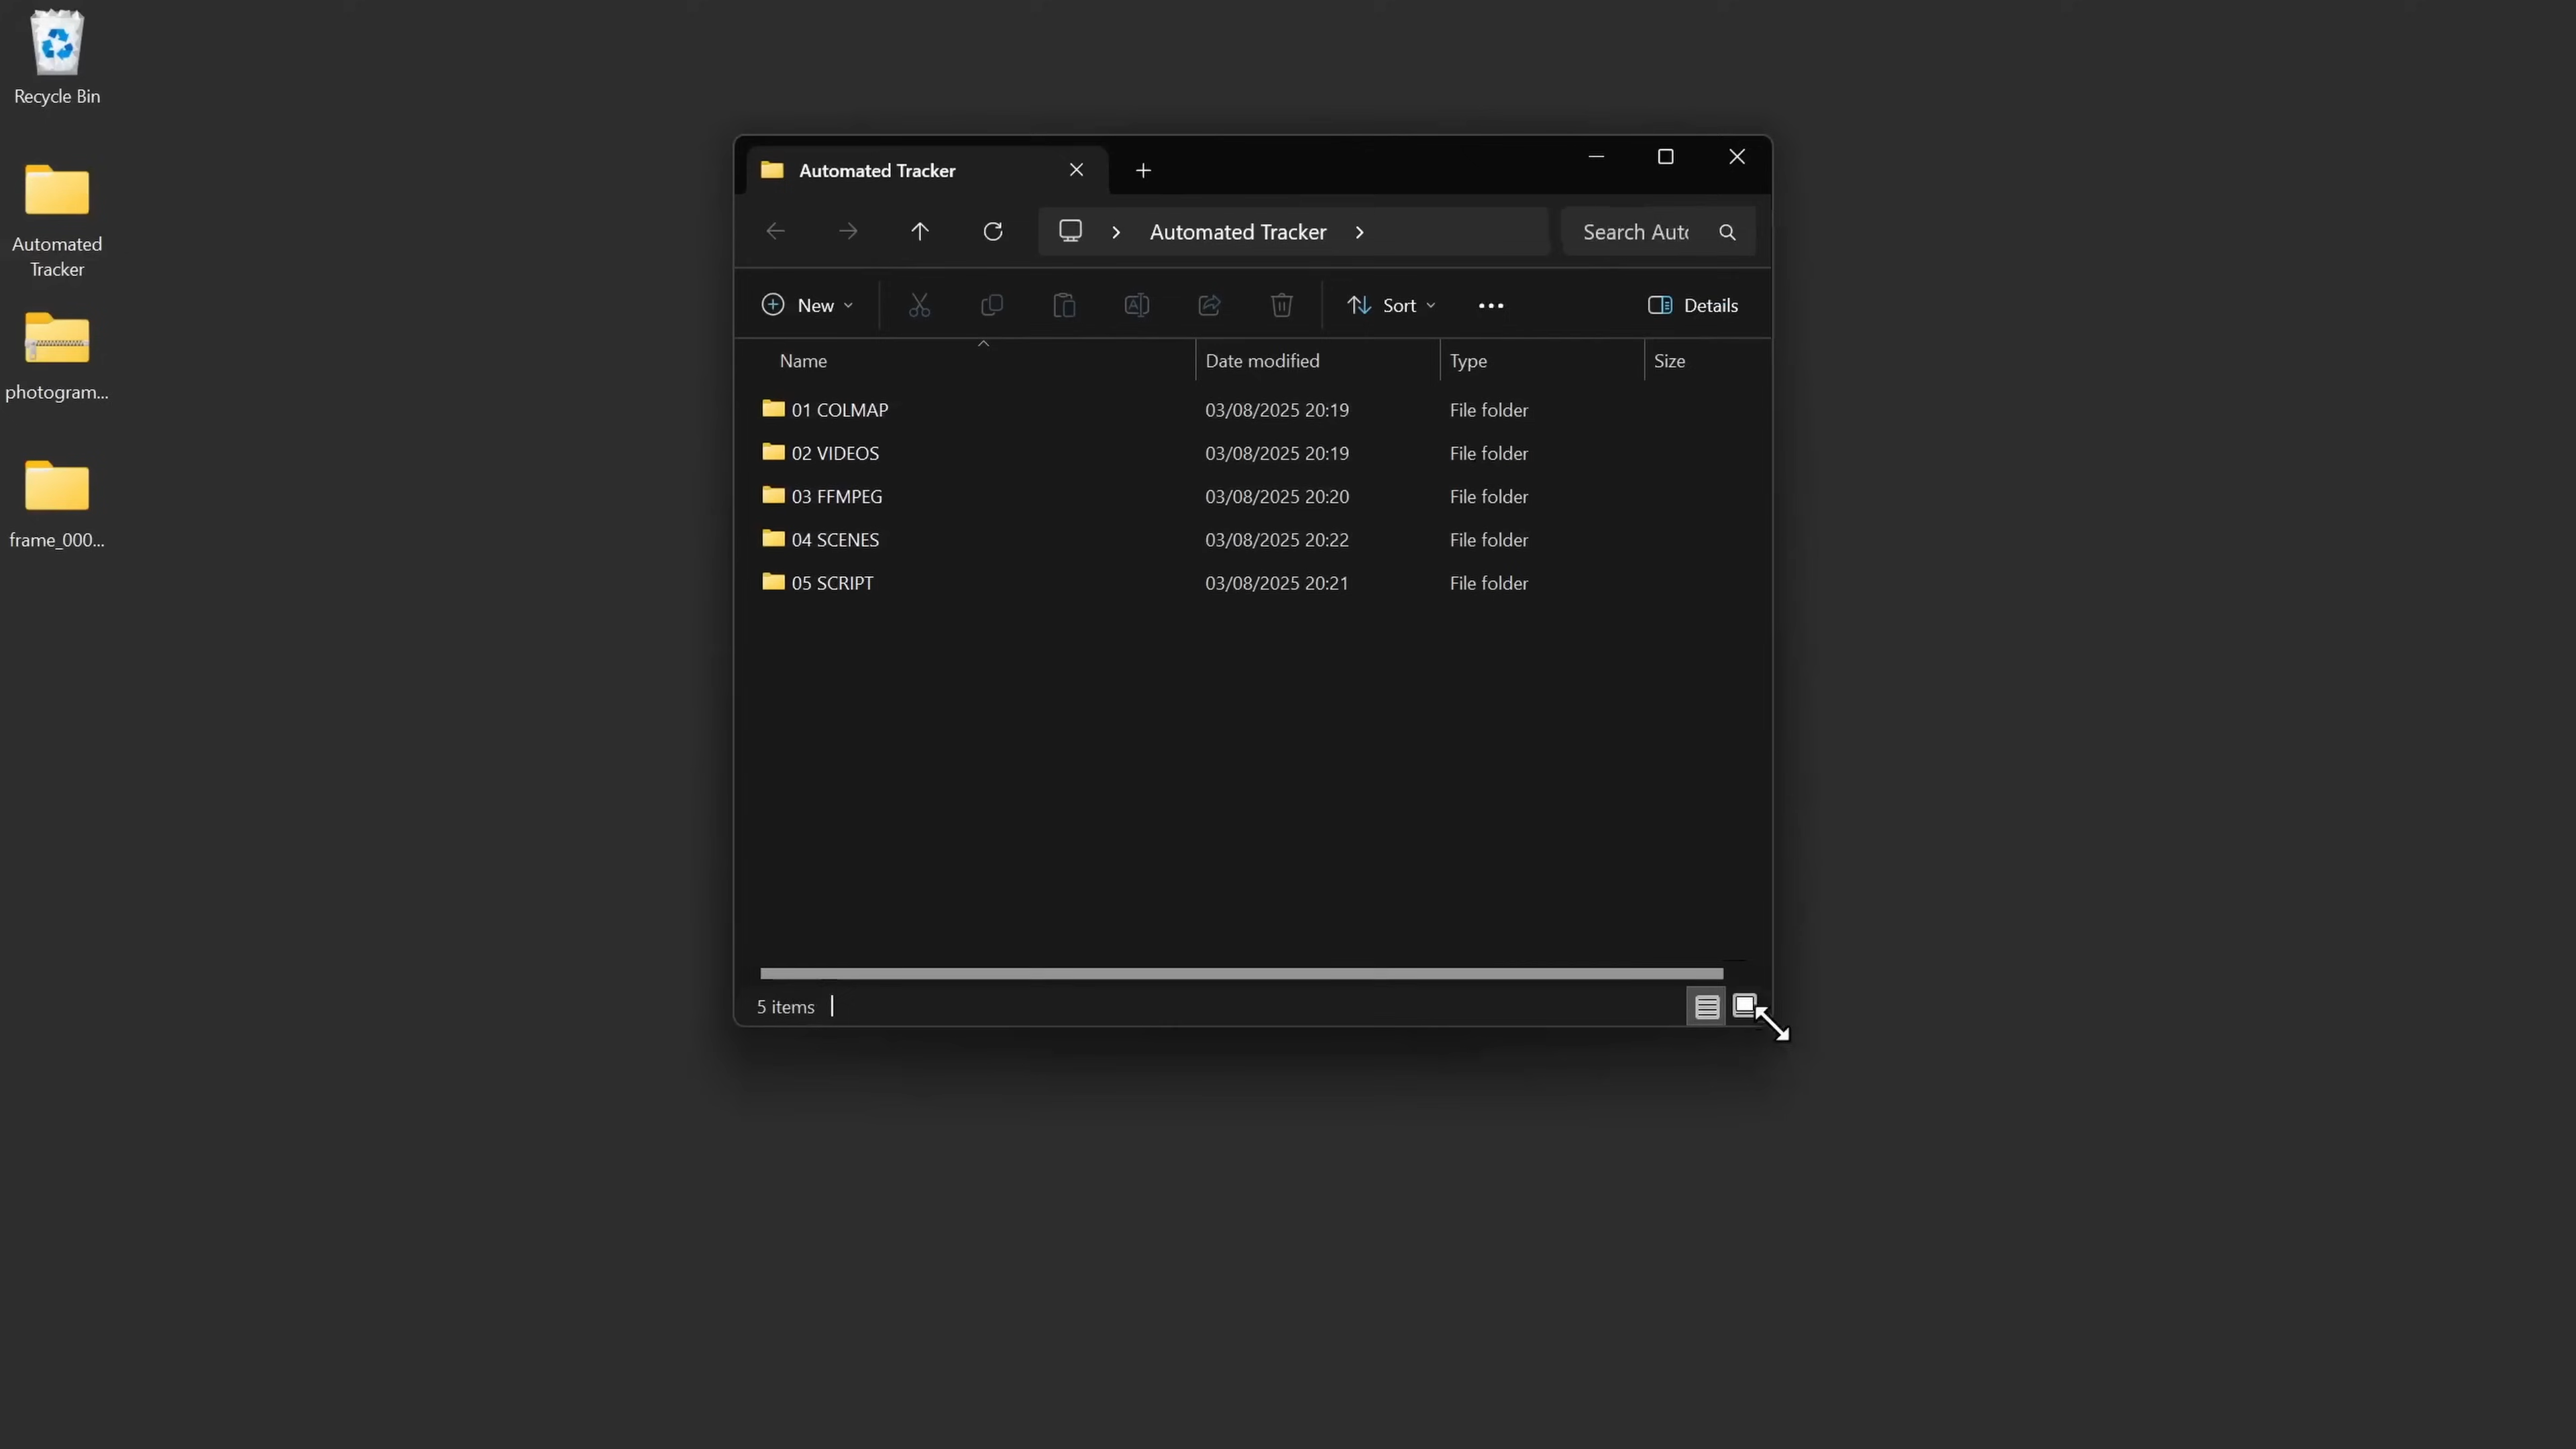 Recycle Bin
Automated
Tracker
photogram...
frame_000...
Automated Tracker
Automated Tracker
Search Auto
New
Sort
Details
Name Date modified Type Size
01 COLMAP 03/08/2025 20:19 File folder
02 VIDEOS 03/08/2025 20:19 File folder
03 FFMPEG 03/08/2025 20:20 File folder
04 SCENES 03/08/2025 20:22 File folder
05 SCRIPT 03/08/2025 20:21 File folder
5 items